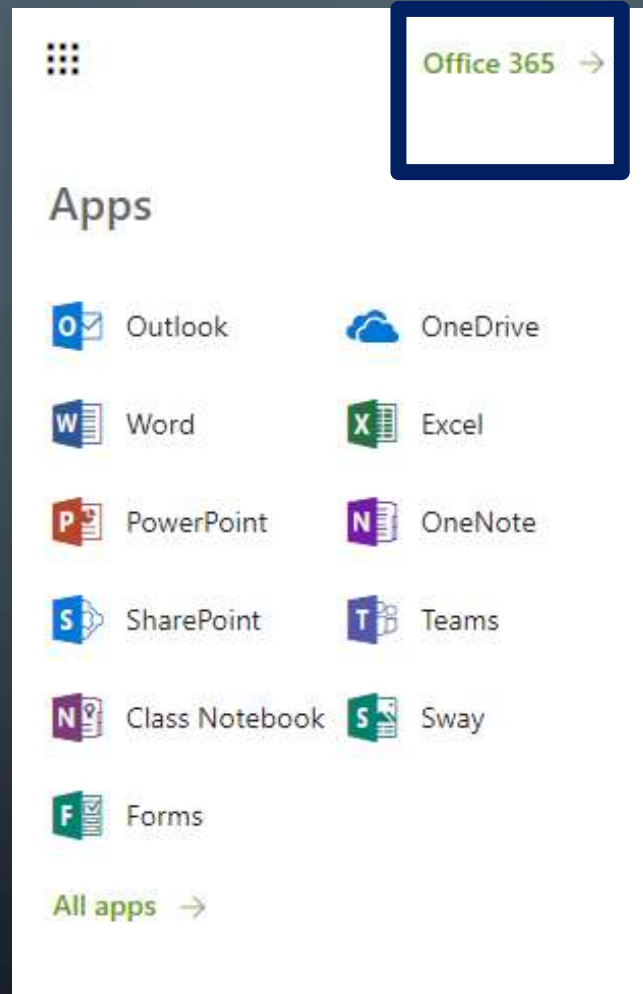 Office 365 →
Apps
Outlook OneDrive
Word Excel
PowerPoint OneNote
SharePoint Teams
Class Notebook Sway
Forms
All apps →